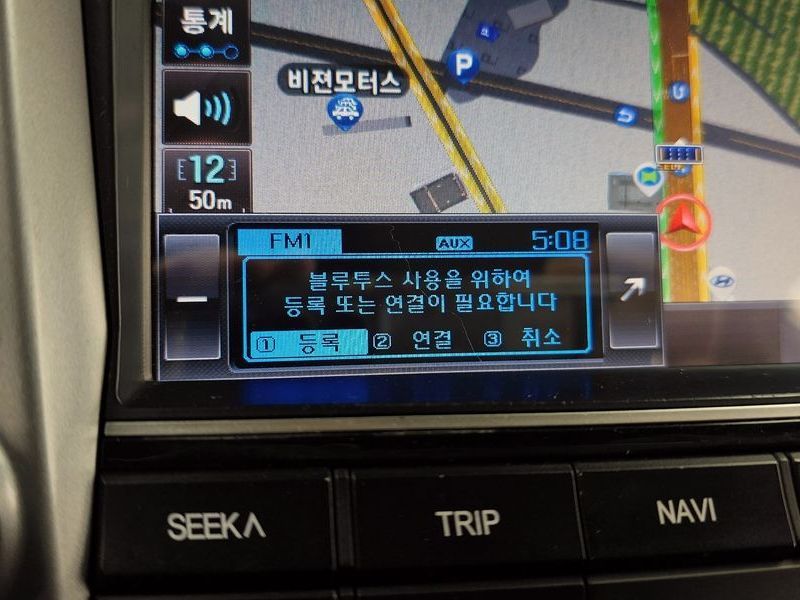 통계
비젼모터스
P
12
50m
FM1 AUX 5:08
블루투스 사용을 위하여
등록 또는 연결이 필요합니다
① 등록 ② 연결 ③ 취소
SEEK∧ TRIP NAVI